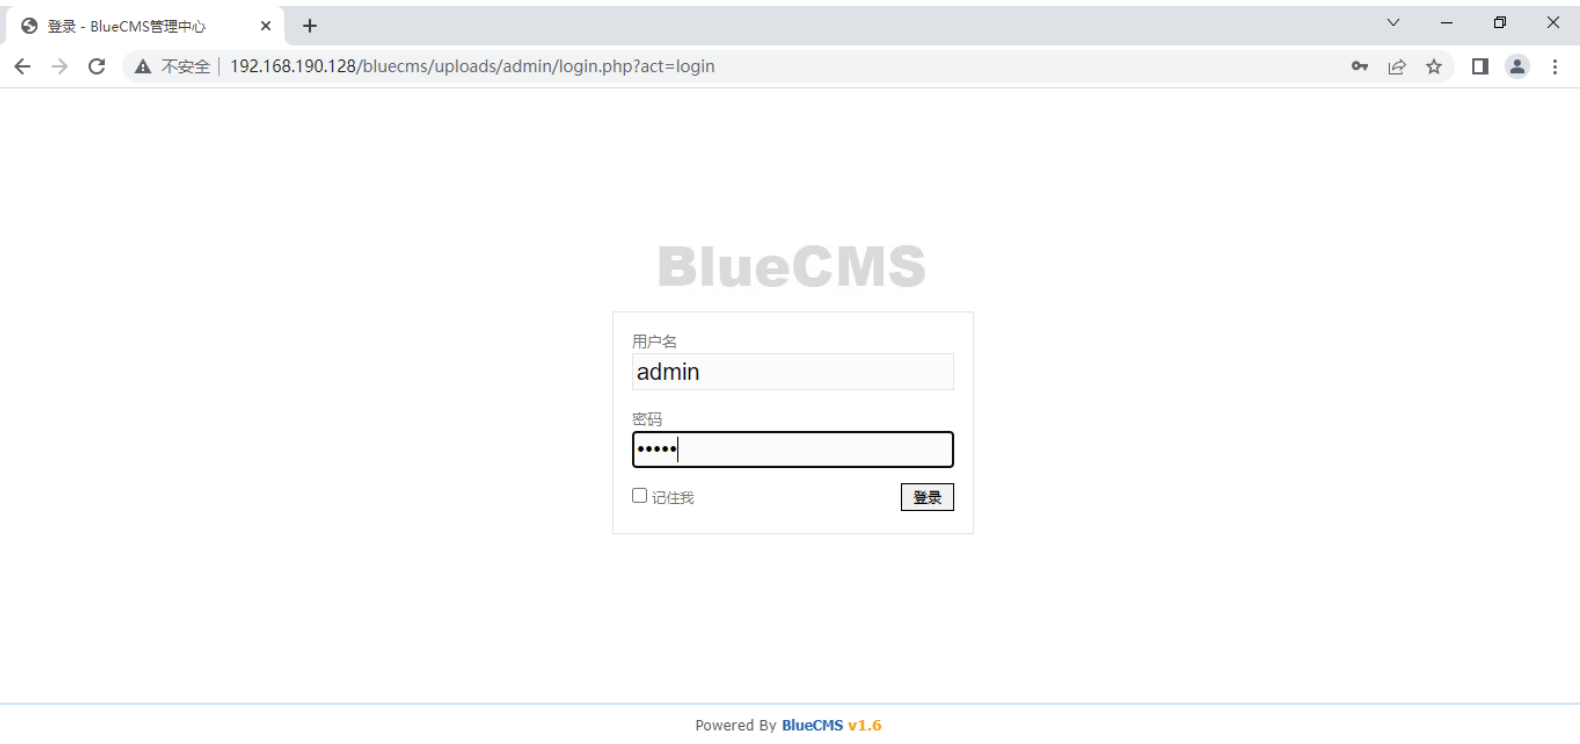 登录 - BlueCMS管理中心
不安全 192.168.190.128/bluecms/uploads/admin/login.php?act=login
BlueCMS
用户名
admin
密码
•••••
记住我 登录
Powered By BlueCMS v1.6